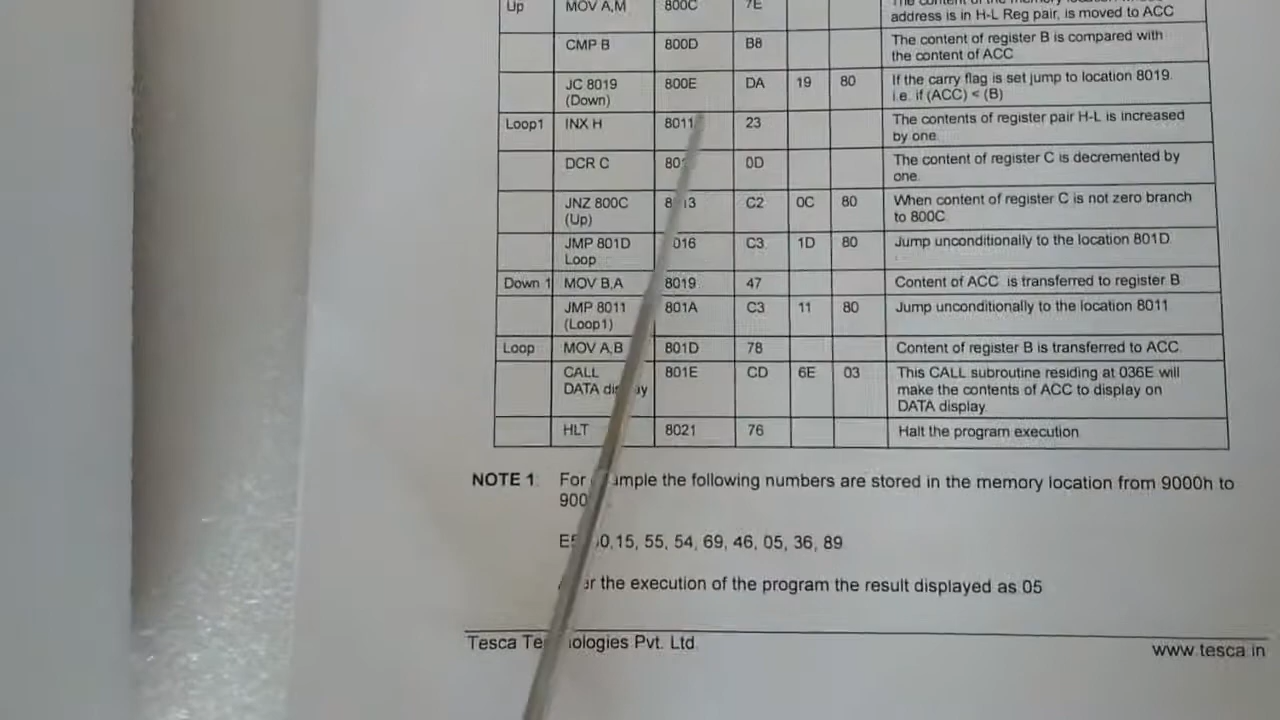 Up MOV A,M 800C 7E
address is in H-L Reg pair, is moved to ACC
CMP B 800D B8 The content of register B is compared with
the content of ACC
JC 8019 800E DA 19 80 If the carry flag is set jump to location 8019.
(Down) i.e. if (ACC) < (B)
Loop1 INX H 8011 23 The contents of register pair H-L is increased
by one.
DCR C 0D The content of register C is decremented by
one.
JNZ 800C C2 0C 80 When content of register C is not zero branch
(Up) to 800C
JMP 801D 016 C3 1D 80 Jump unconditionally to the location 801D
Loop
Down 1 MOV B,A 8019 47 Content of ACC is transferred to register B
JMP 8011 801A C3 11 80 Jump unconditionally to the location 8011
(Loop1)
Loop MOV A,B 801D 78 Content of register B is transferred to ACC
CALL 801E CD 6E 03 This CALL subroutine residing at 036E will
DATA make the contents of ACC to display on
DATA display
HLT 8021 76 Halt the program execution
NOTE 1: For the following numbers are stored in the memory location from 9000h to
15, 55, 54, 69, 46, 05, 36, 89
the execution of the program the result displayed as 05
Tesca Pvt. Ltd.
www.tesca.in